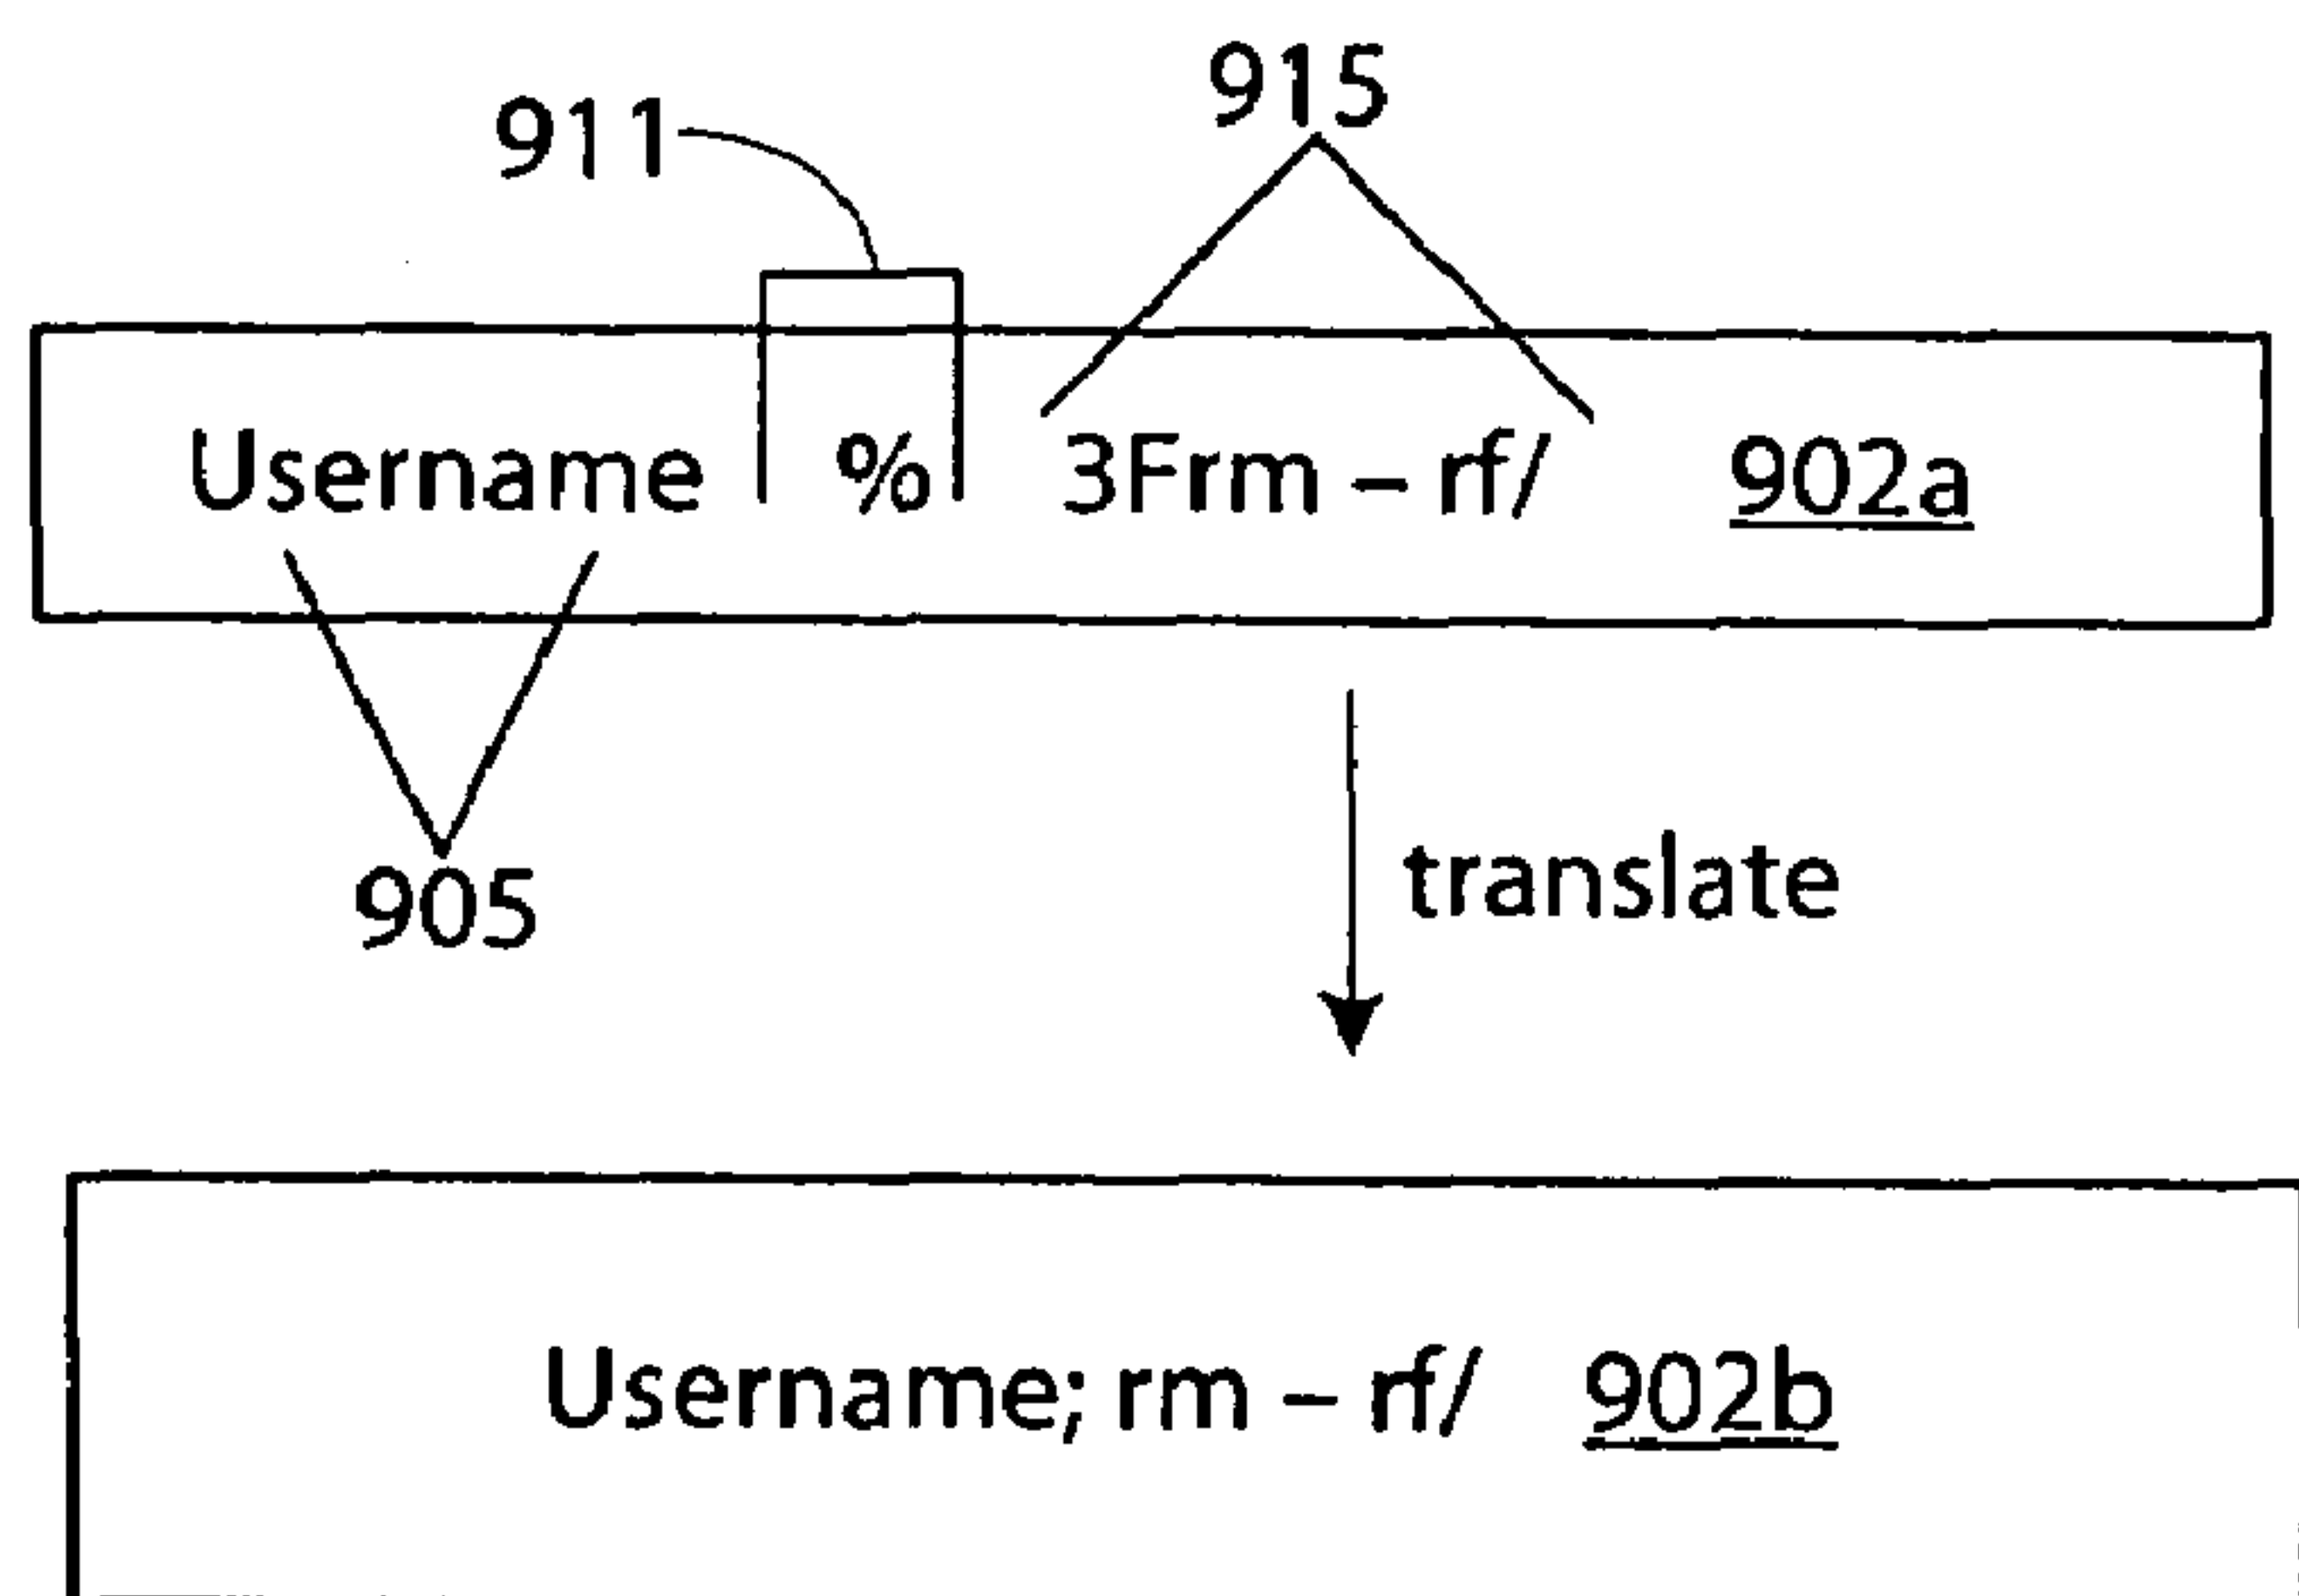 915
911
Username % 3Frm – rf/ 902a
905
translate
Username; rm – rf/ 902b